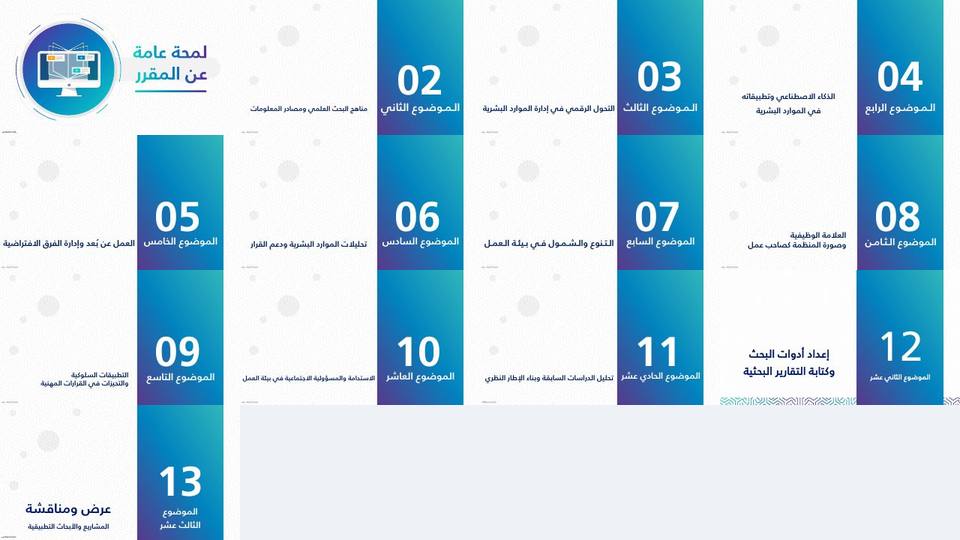 لمحة عامة
عن المقرر
02
الموضوع الثاني
مناهج البحث العلمي ومصادر المعلومات
03
الموضوع الثالث
التحول الرقمي في إدارة الموارد البشرية
04
الموضوع الرابع
الذكاء الاصطناعي وتطبيقاته
في الموارد البشرية
05
الموضوع الخامس
العمل عن بُعد وإدارة الفرق الافتراضية
06
الموضوع السادس
تحليلات الموارد البشرية ودعم القرار
07
الموضوع السابع
التنوع والشمول في بيئة العمل
08
الموضوع الثامن
العلامة الوظيفية
وصورة المنظمة كصاحب عمل
09
الموضوع التاسع
التطبيقات السلوكية
والتحيزات في القرارات المهنية
10
الموضوع العاشر
الاستدامة والمسؤولية الاجتماعية في بيئة العمل
11
الموضوع الحادي عشر
تحليل الدراسات السابقة وبناء الإطار النظري
12
الموضوع الثاني عشر
إعداد أدوات البحث
وكتابة التقارير البحثية
13
الموضوع
الثالث عشر
عرض ومناقشة
المشاريع والأبحاث التطبيقية